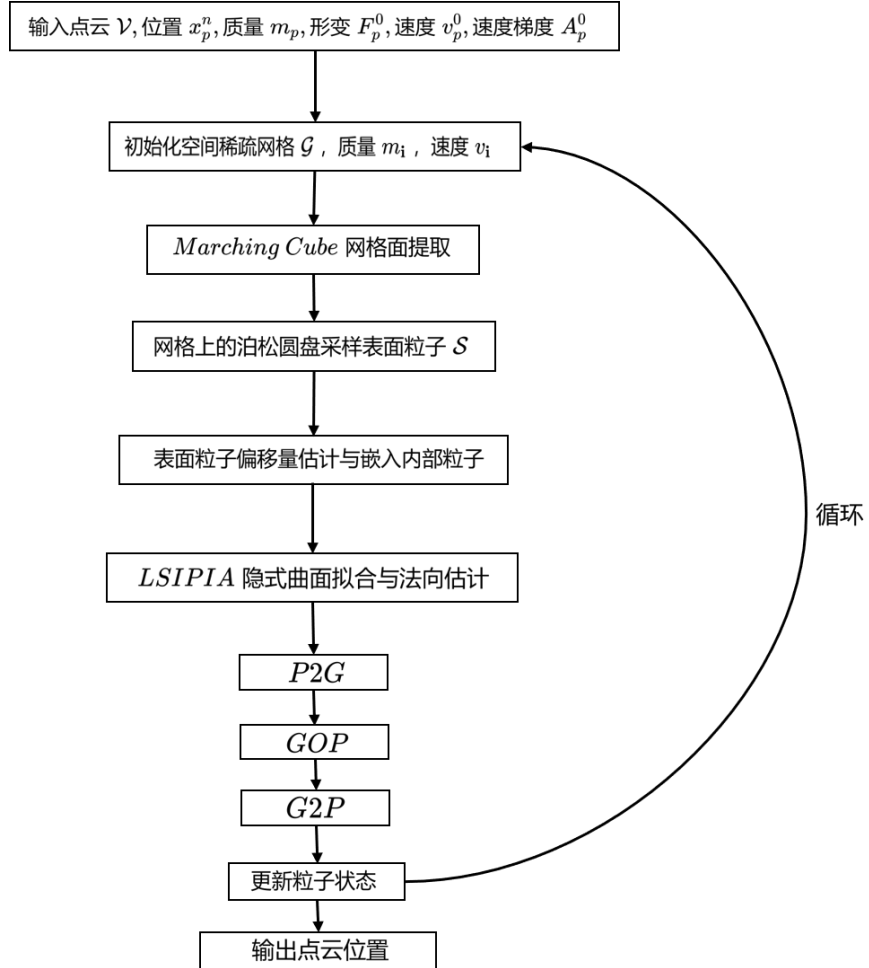 输入点云 𝒱, 位置 x_p^n, 质量 m_p, 形变 F_p^0, 速度 v_p^0, 速度梯度 A_p^0
初始化空间稀疏网格 𝒢 , 质量 m_i , 速度 v_i
Marching Cube 网格面提取
网格上的泊松圆盘采样表面粒子 𝒮
表面粒子偏移量估计与嵌入内部粒子
循环
LSIPIA 隐式曲面拟合与法向估计
P2G
GOP
G2P
更新粒子状态
输出点云位置